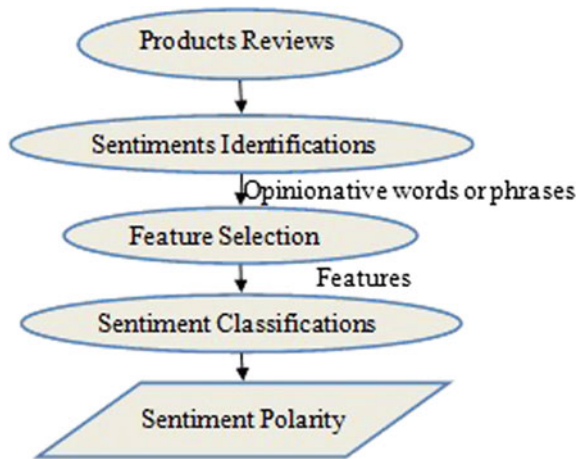 Products Reviews
Sentiments Identifications
Opinionative words or phrases
Feature Selection
Features
Sentiment Classifications
Sentiment Polarity